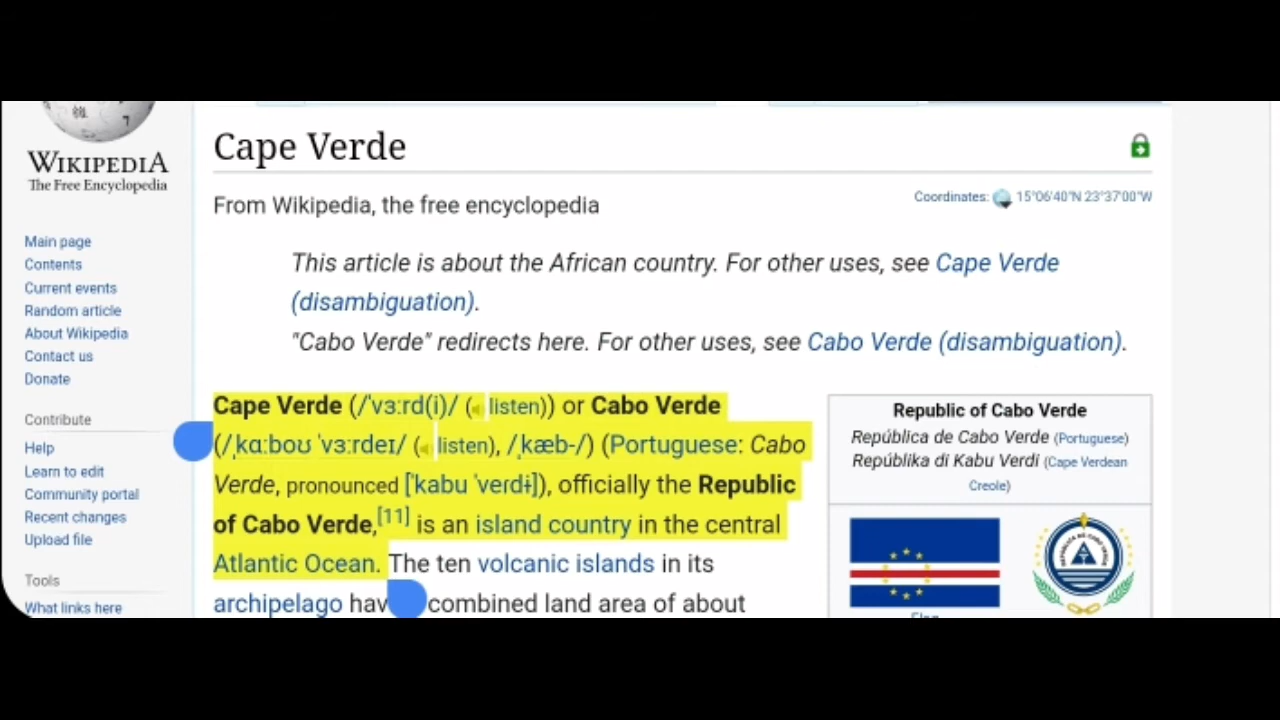 WIKIPEDIA
The Free Encyclopedia
Main page
Contents
Current events
Random article
About Wikipedia
Contact us
Donate
Contribute
Help
Learn to edit
Community portal
Recent changes
Upload file
Tools
What links here
Cape Verde
From Wikipedia, the free encyclopedia
Coordinates: 15°06′40″N 23°37′00″W
This article is about the African country. For other uses, see Cape Verde
(disambiguation).
"Cabo Verde" redirects here. For other uses, see Cabo Verde (disambiguation).
Cape Verde (/ˈvɜːrd(i)/ (listen)) or Cabo Verde
(/ˌkɑːboʊ ˈvɜːrdeɪ/ (listen), /ˌkæb-/) (Portuguese: Cabo
Verde, pronounced [ˈkabu ˈveɾdɨ]), officially the Republic
of Cabo Verde,[11] is an island country in the central
Atlantic Ocean. The ten volcanic islands in its
archipelago combined land area of about
Republic of Cabo Verde
República de Cabo Verde (Portuguese)
Repúblika di Kabu Verdi (Cape Verdean
Creole)